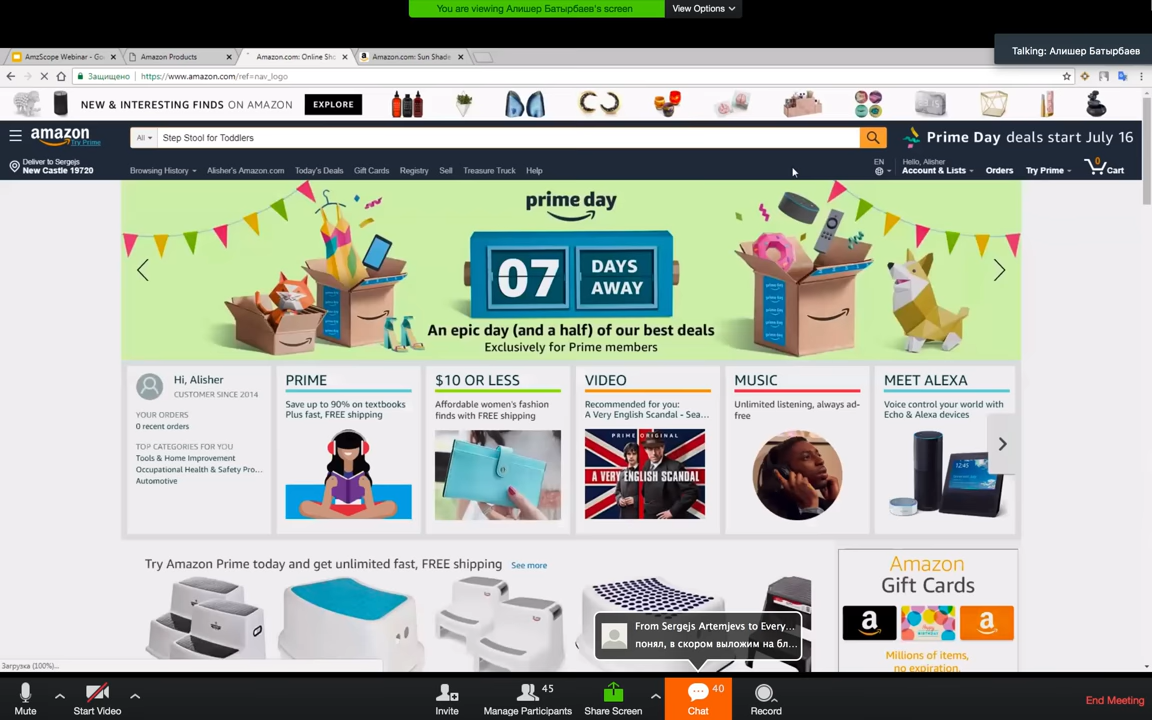 You are viewing Алишер Батырбаев's screen
View Options
Talking: Алишер Батырбаев
AmzScope Webinar - Go
Amazon Products
Amazon.com: Online Sh
Amazon.com: Sun Shade
Защищено
https://www.amazon.com/ref=nav_logo
NEW & INTERESTING FINDS ON AMAZON
EXPLORE
amazon
Try Prime
All
Step Stool for Toddlers
Prime Day deals start July 16
Deliver to Sergejs
New Castle 19720
Browsing History
Alisher's Amazon.com
Today's Deals
Gift Cards
Registry
Sell
Treasure Truck
Help
EN
Hello, Alisher
Account & Lists
Orders
Try Prime
0
Cart
prime day
07
DAYS
AWAY
An epic day (and a half) of our best deals
Exclusively for Prime members
Hi, Alisher
CUSTOMER SINCE 2014
YOUR ORDERS
0 recent orders
TOP CATEGORIES FOR YOU
Tools & Home Improvement
Occupational Health & Safety Pro...
Automotive
PRIME
Save up to 90% on textbooks
Plus fast, FREE shipping
$10 OR LESS
Affordable women's fashion
finds with FREE shipping
VIDEO
Recommended for you:
A Very English Scandal - Sea...
PRIME ORIGINAL
A VERY ENGLISH SCANDAL
MUSIC
Unlimited listening, always ad-
free
MEET ALEXA
Voice control your world with
Echo & Alexa devices
12:45
Try Amazon Prime today and get unlimited fast, FREE shipping
See more
Amazon
Gift Cards
Millions of items,
no expiration.
From Sergejs Artemjevs to Every...
понял, в скором выложим на бл...
Загрузка (100%)...
Mute
Start Video
Invite
45
Manage Participants
Share Screen
40
Chat
Record
End Meeting